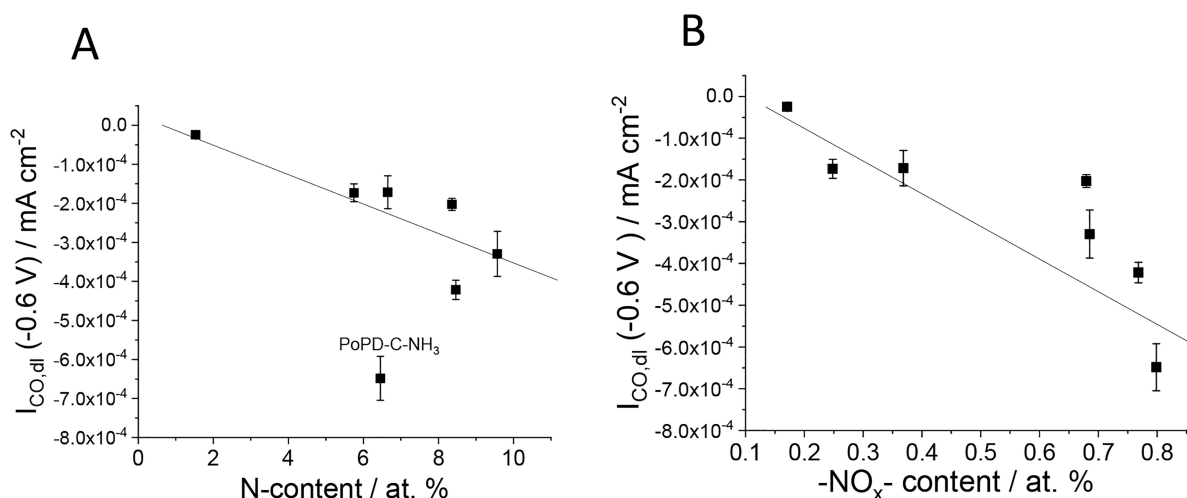 A
I_CO,dl (-0.6 V) / mA cm⁻²
0.0
-1.0x10⁻⁴
-2.0x10⁻⁴
-3.0x10⁻⁴
-4.0x10⁻⁴
-5.0x10⁻⁴
-6.0x10⁻⁴
-7.0x10⁻⁴
-8.0x10⁻⁴
PoPD-C-NH₃
0 2 4 6 8 10
N-content / at. %
B
I_CO,dl (-0.6 V ) / mA cm⁻²
0.0
-1.0x10⁻⁴
-2.0x10⁻⁴
-3.0x10⁻⁴
-4.0x10⁻⁴
-5.0x10⁻⁴
-6.0x10⁻⁴
-7.0x10⁻⁴
-8.0x10⁻⁴
0.1 0.2 0.3 0.4 0.5 0.6 0.7 0.8
-NOₓ- content / at. %